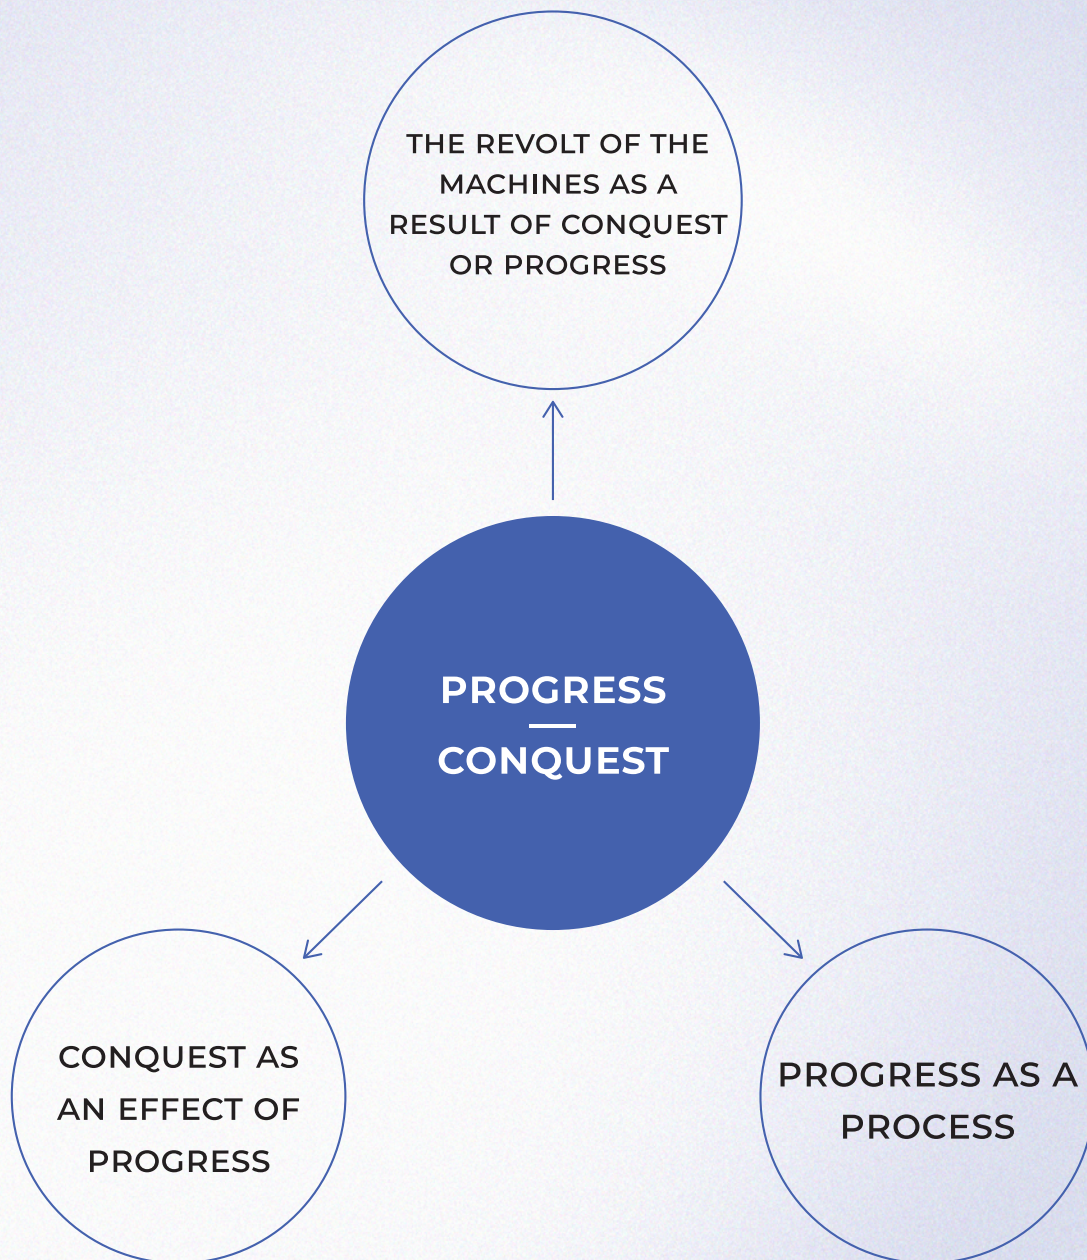 THE REVOLT OF THE
MACHINES AS A
RESULT OF CONQUEST
OR PROGRESS
PROGRESS
CONQUEST
CONQUEST AS
AN EFFECT OF
PROGRESS
PROGRESS AS A
PROCESS